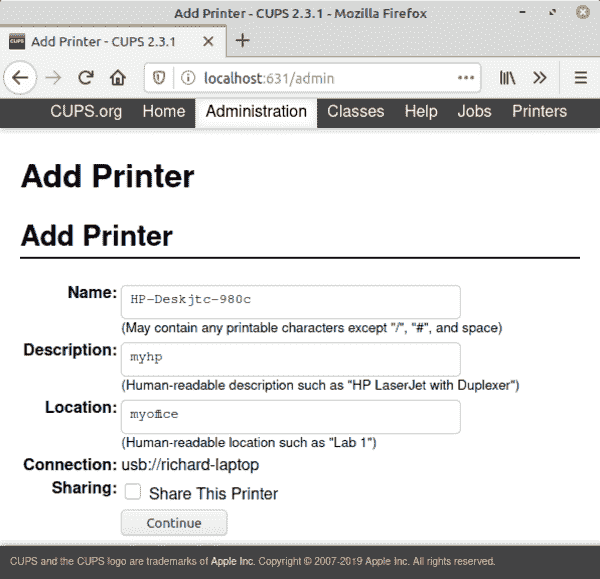 Add Printer - CUPS 2.3.1 - Mozilla Firefox
CUPS Add Printer - CUPS 2.3.1
localhost:631/admin
CUPS.org Home Administration Classes Help Jobs Printers
Add Printer
Add Printer
Name: HP-Deskjtc-980c
(May contain any printable characters except "/", "#", and space)
Description: myhp
(Human-readable description such as "HP LaserJet with Duplexer")
Location: myoffice
(Human-readable location such as "Lab 1")
Connection: usb://richard-laptop
Sharing: Share This Printer
Continue
CUPS and the CUPS logo are trademarks of Apple Inc. Copyright © 2007-2019 Apple Inc. All rights reserved.